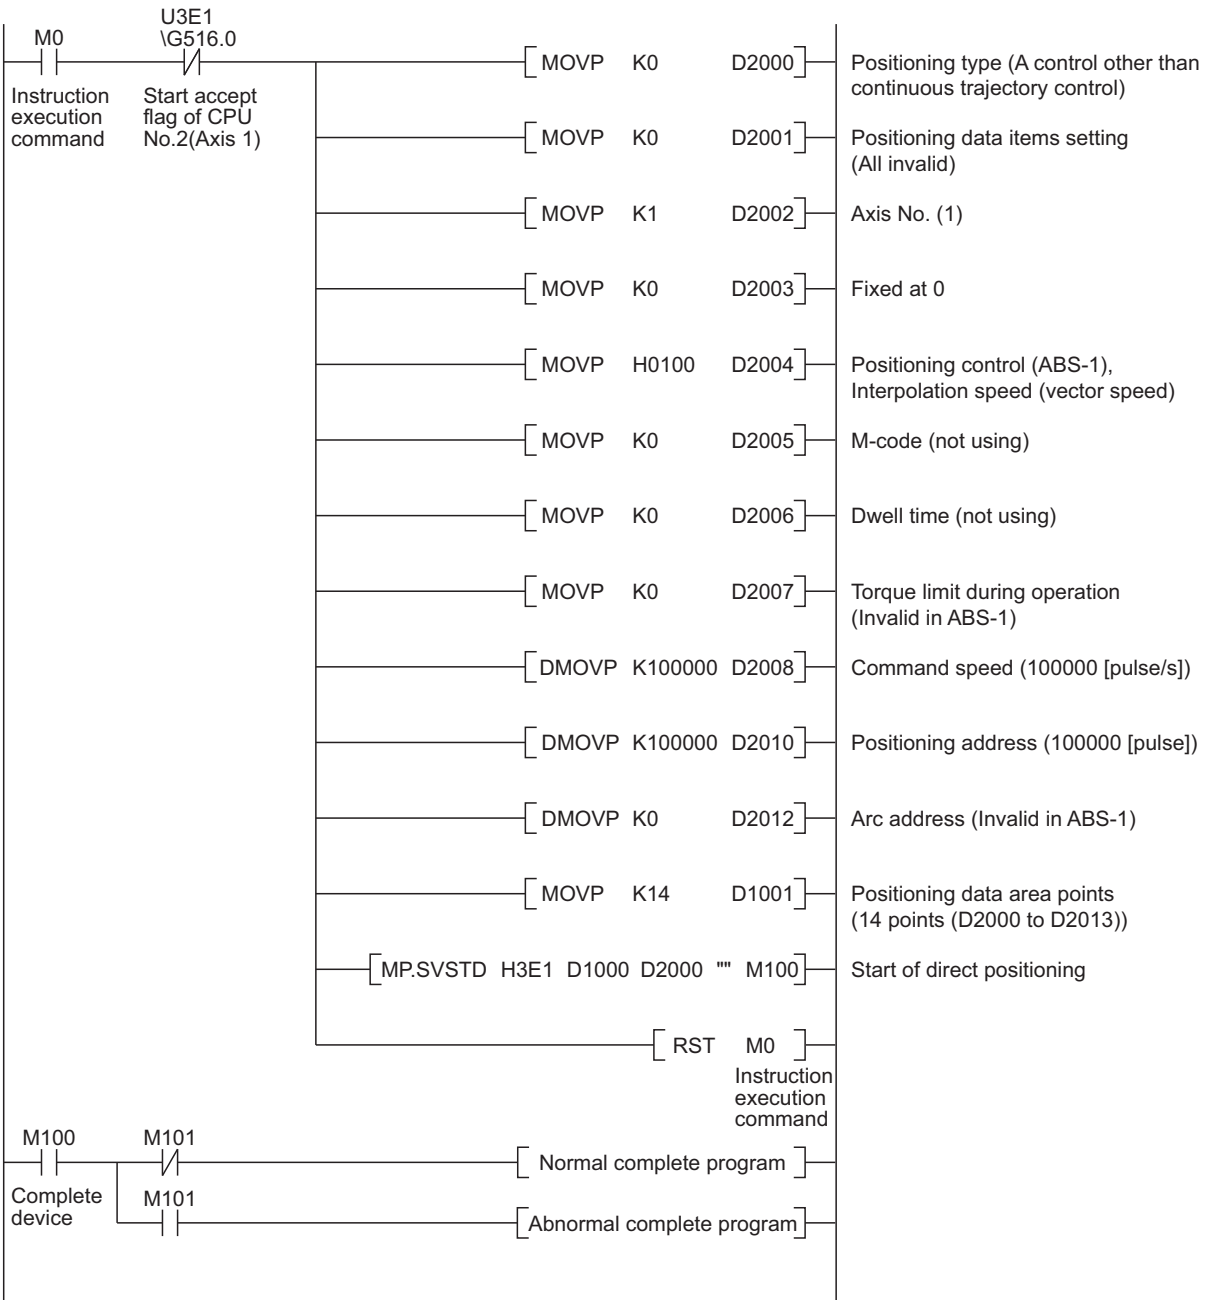 U3E1
M0 \G516.0
MOVP K0 D2000 Positioning type (A control other than
continuous trajectory control)
Instruction Start accept
execution flag of CPU
command No.2(Axis 1)
MOVP K0 D2001 Positioning data items setting
(All invalid)
MOVP K1 D2002 Axis No. (1)
MOVP K0 D2003 Fixed at 0
MOVP H0100 D2004 Positioning control (ABS-1),
Interpolation speed (vector speed)
MOVP K0 D2005 M-code (not using)
MOVP K0 D2006 Dwell time (not using)
MOVP K0 D2007 Torque limit during operation
(Invalid in ABS-1)
DMOVP K100000 D2008 Command speed (100000 [pulse/s])
DMOVP K100000 D2010 Positioning address (100000 [pulse])
DMOVP K0 D2012 Arc address (Invalid in ABS-1)
MOVP K14 D1001 Positioning data area points
(14 points (D2000 to D2013))
MP.SVSTD H3E1 D1000 D2000 "" M100 Start of direct positioning
RST M0
Instruction
execution
command
M100 M101
Normal complete program
Complete
device
M101
Abnormal complete program